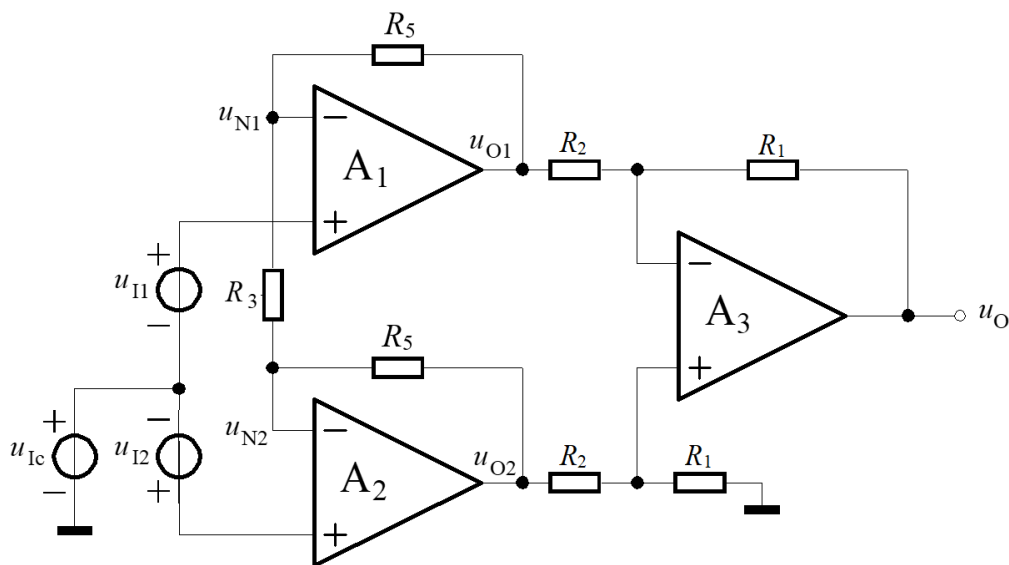 R5
uN1
−
A1
+
uO1
R2
R1
+
uI1
−
R3
−
A3
+
uO
R5
+
uIc
−
−
uI2
+
uN2
−
A2
+
uO2
R2
R1